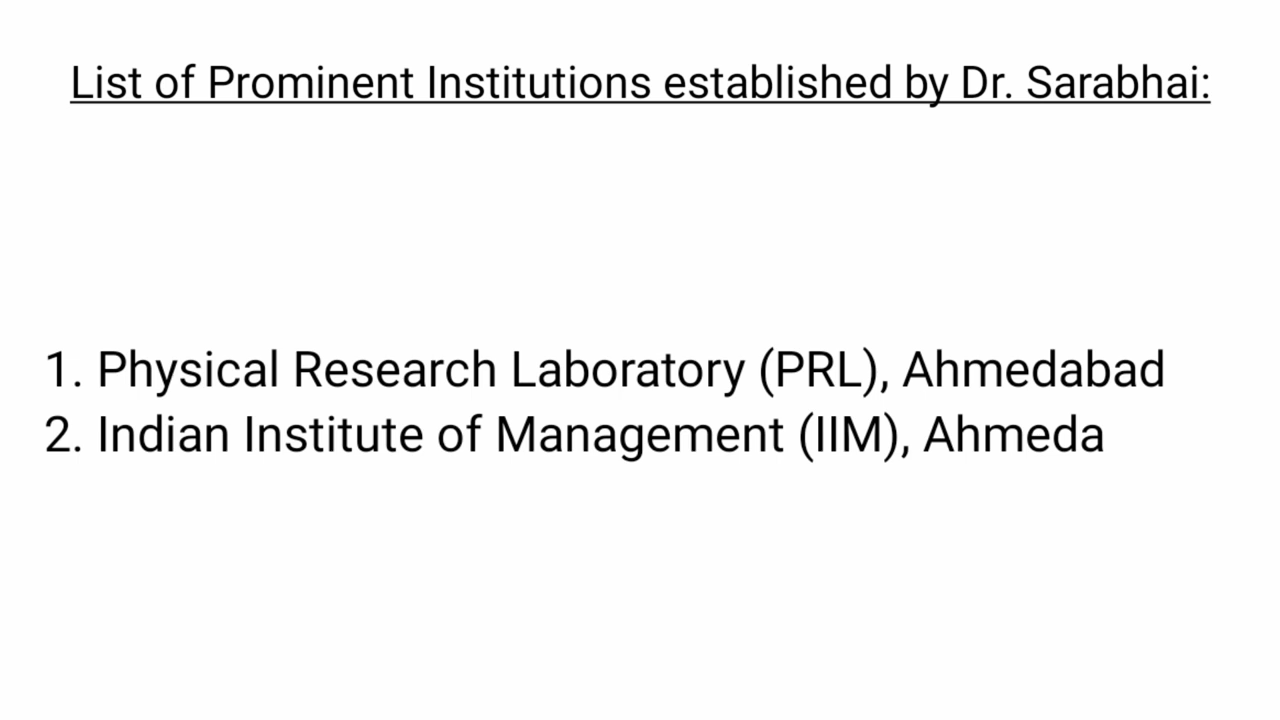 List of Prominent Institutions established by Dr. Sarabhai:
1. Physical Research Laboratory (PRL), Ahmedabad
2. Indian Institute of Management (IIM), Ahmeda